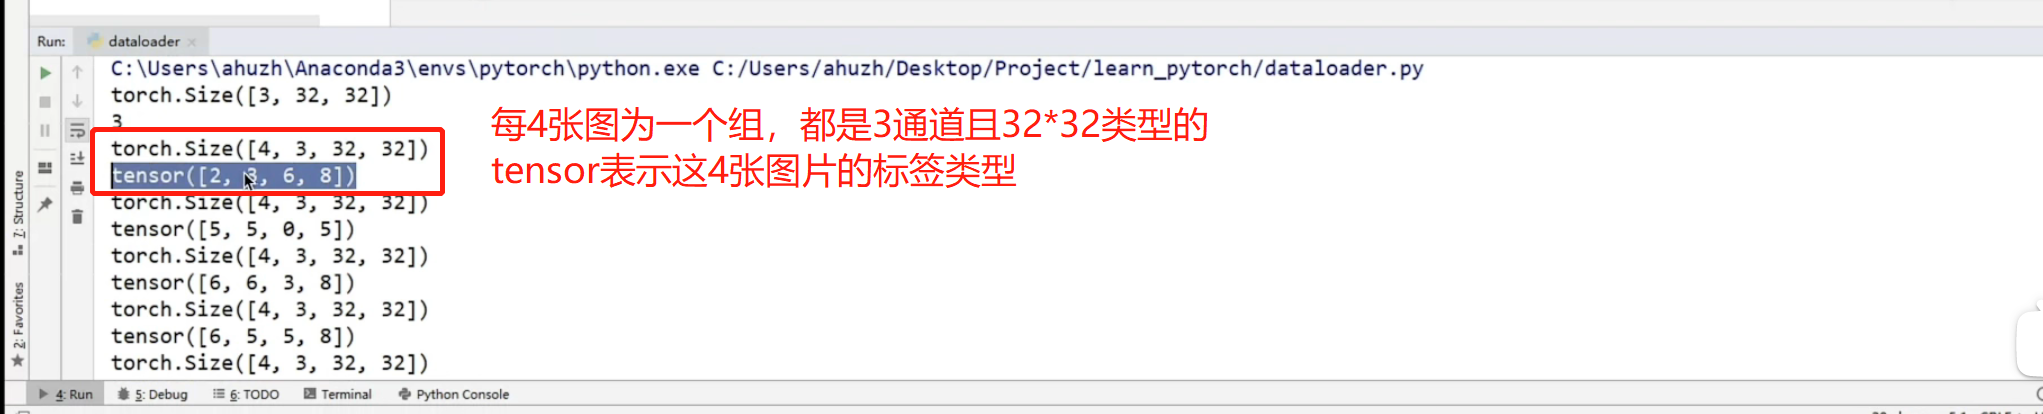 Run: dataloader
C:\Users\ahuzh\Anaconda3\envs\pytorch\python.exe C:/Users/ahuzh/Desktop/Project/learn_pytorch/dataloader.py
torch.Size([3, 32, 32])
3
torch.Size([4, 3, 32, 32])
tensor([2, 3, 6, 8])
torch.Size([4, 3, 32, 32])
tensor([5, 5, 0, 5])
torch.Size([4, 3, 32, 32])
tensor([6, 6, 3, 8])
torch.Size([4, 3, 32, 32])
tensor([6, 5, 5, 8])
torch.Size([4, 3, 32, 32])
每4张图为一个组，都是3通道且32*32类型的
tensor表示这4张图片的标签类型
7: Structure
2: Favorites
4: Run 5: Debug 6: TODO Terminal Python Console